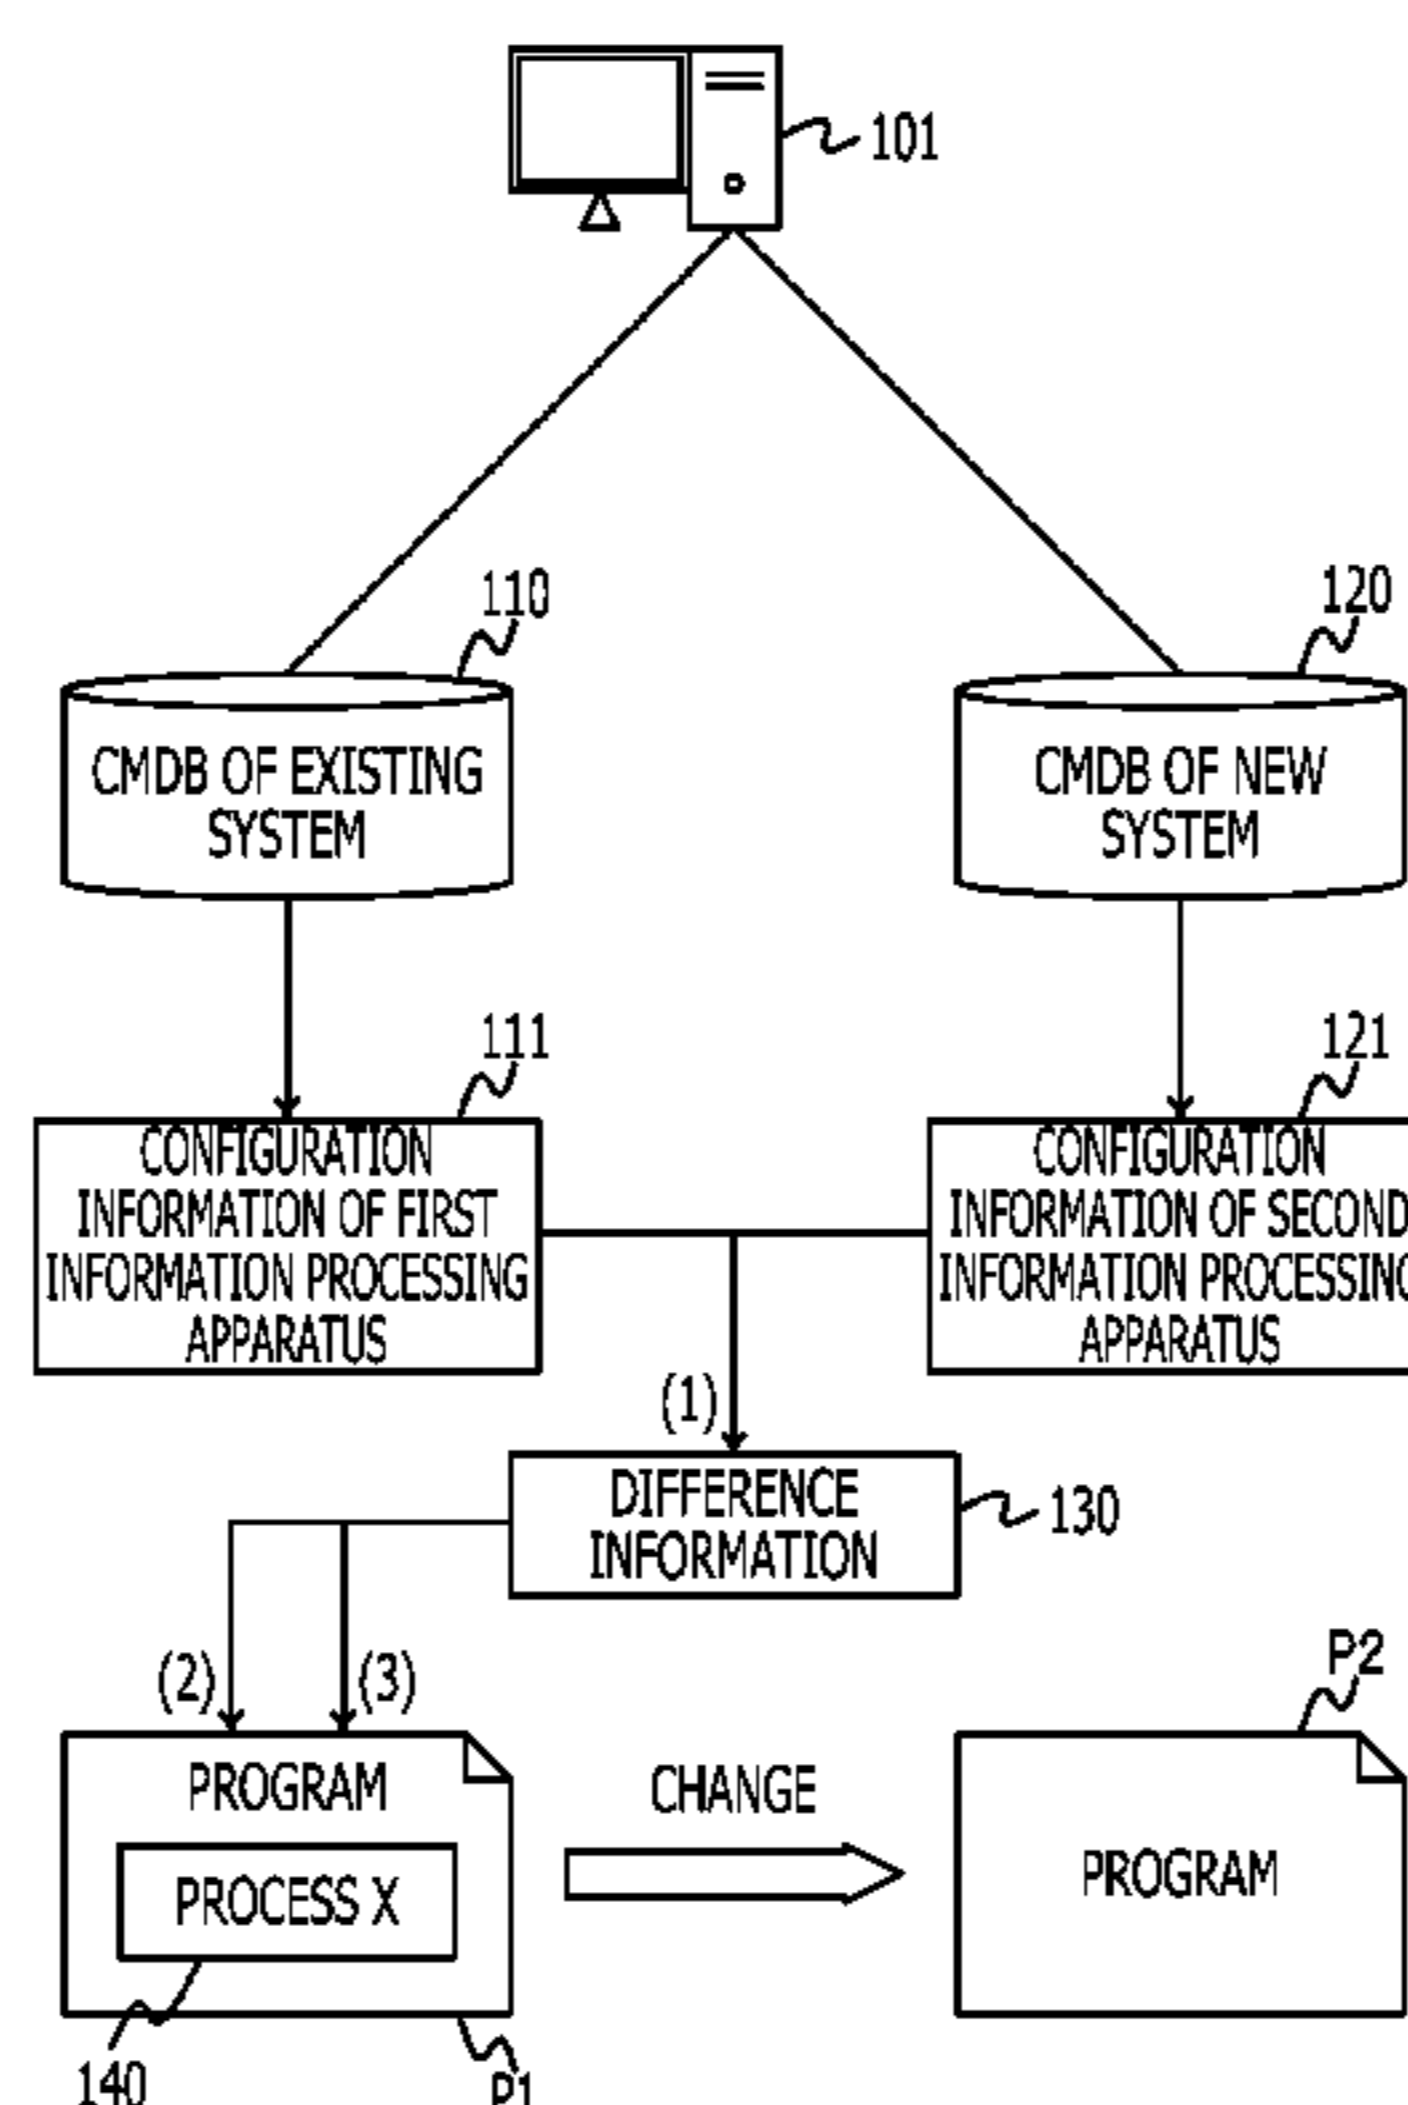 101
110
120
CMDB OF EXISTING
SYSTEM
CMDB OF NEW
SYSTEM
111
121
CONFIGURATION
INFORMATION OF FIRST
INFORMATION PROCESSING
APPARATUS
CONFIGURATION
INFORMATION OF SECOND
INFORMATION PROCESSING
APPARATUS
(1)
DIFFERENCE
INFORMATION
130
(2)
(3)
P2
PROGRAM
PROCESS X
CHANGE
PROGRAM
140
P1